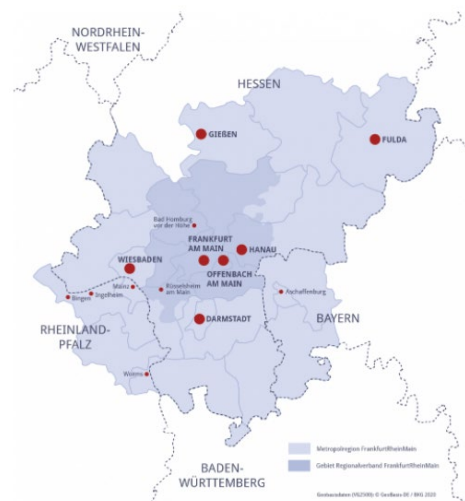 NORDRHEIN-
WESTFALEN
HESSEN
GIEßEN
FULDA
Bad Homburg
vor der Höhe
FRANKFURT
AM MAIN
HANAU
WIESBADEN
OFFENBACH
AM MAIN
Mainz
Rüsselsheim
am Main
Aschaffenburg
Bingen
Ingelheim
DARMSTADT
BAYERN
RHEINLAND-
PFALZ
Worms
BADEN-
WÜRTTEMBERG
Metropolregion FrankfurtRheinMain
Gebiet Regionalverband FrankfurtRheinMain